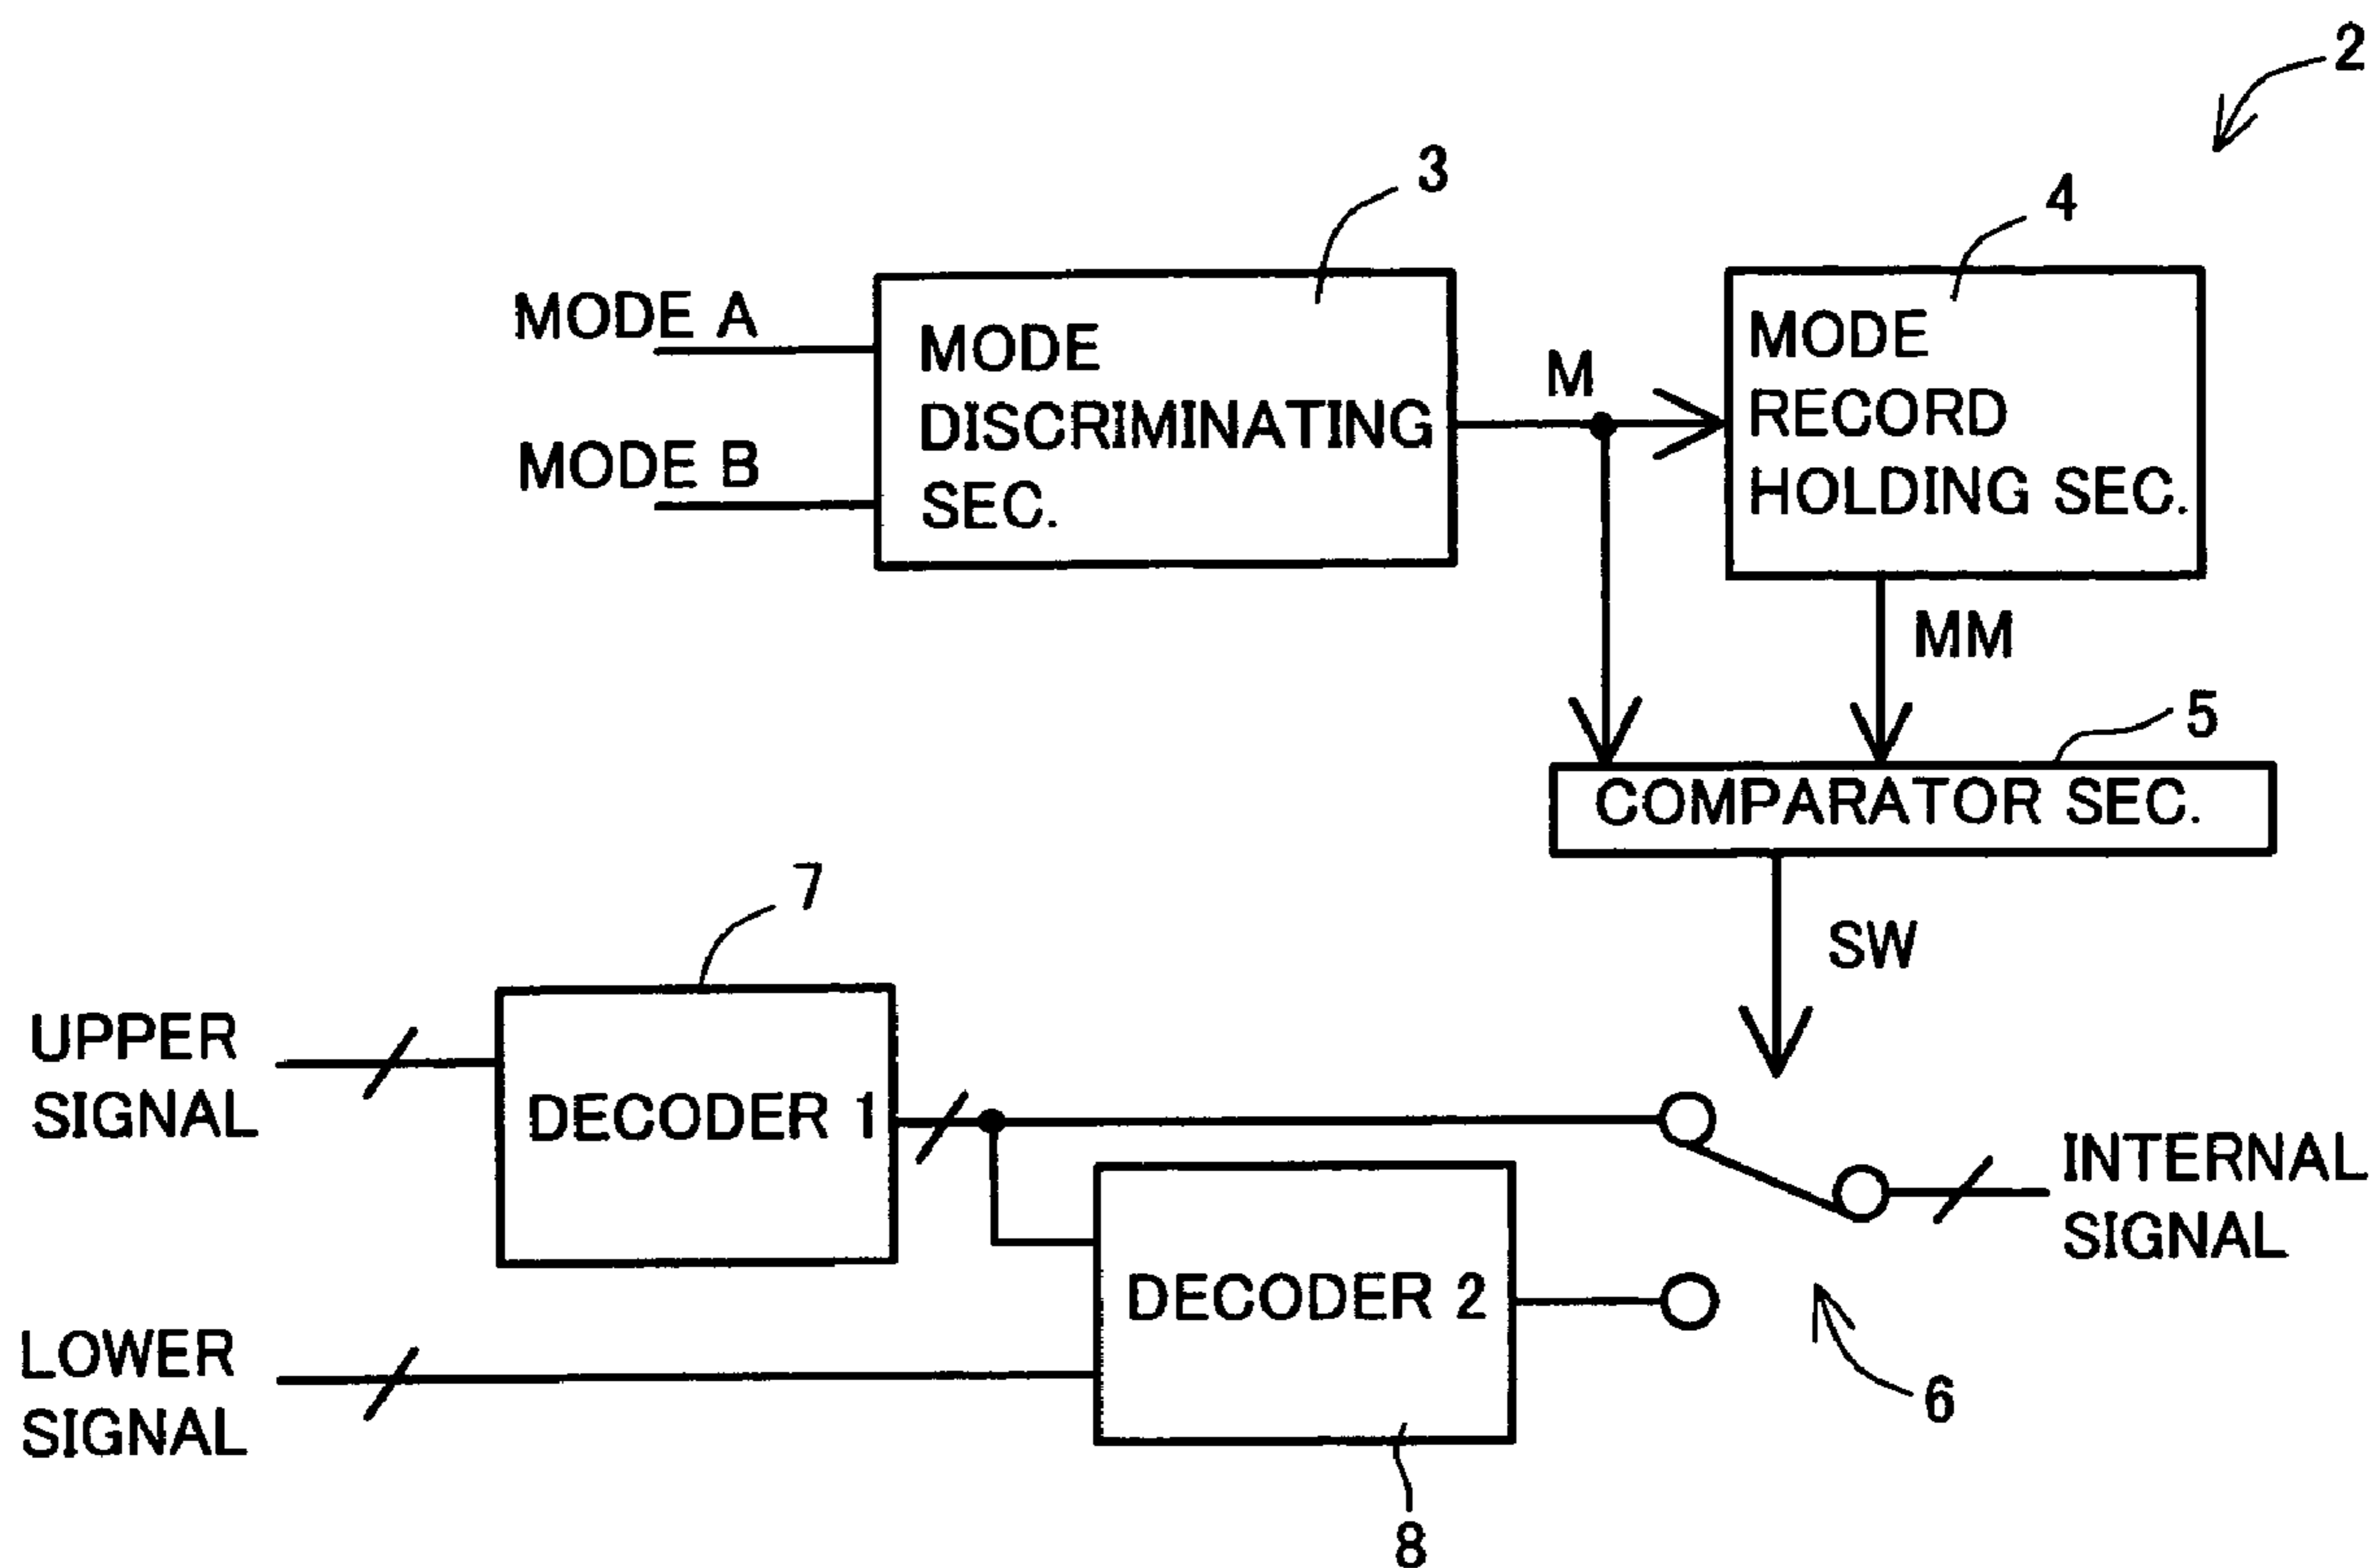 2
3
4
MODE A
MODE B
MODE
DISCRIMINATING
SEC.
M
MODE
RECORD
HOLDING SEC.
MM
5
COMPARATOR SEC.
SW
7
UPPER
SIGNAL
DECODER 1
INTERNAL
SIGNAL
DECODER 2
LOWER
SIGNAL
6
8